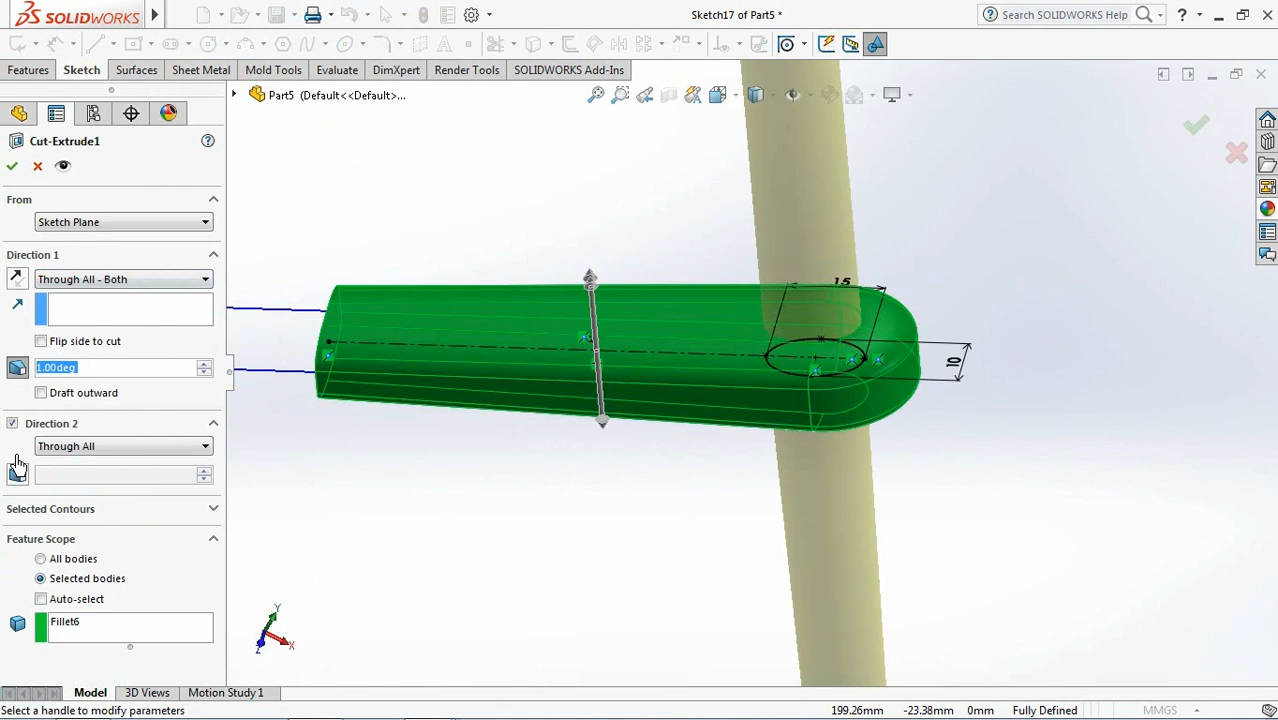 SOLIDWORKS
Sketch17 of Part5 *
Search SOLIDWORKS Help
Features
Sketch
Surfaces
Sheet Metal
Mold Tools
Evaluate
DimXpert
Render Tools
SOLIDWORKS Add-Ins
Part5 (Default<<Default>...
Cut-Extrude1
From
Sketch Plane
Direction 1
Through All - Both
Flip side to cut
1.00deg
Draft outward
Direction 2
Through All
Selected Contours
Feature Scope
All bodies
Selected bodies
Auto-select
Fillet6
15
10
Y
X
Z
Model
3D Views
Motion Study 1
Select a handle to modify parameters
199.26mm
-23.38mm
0mm
Fully Defined
MMGS